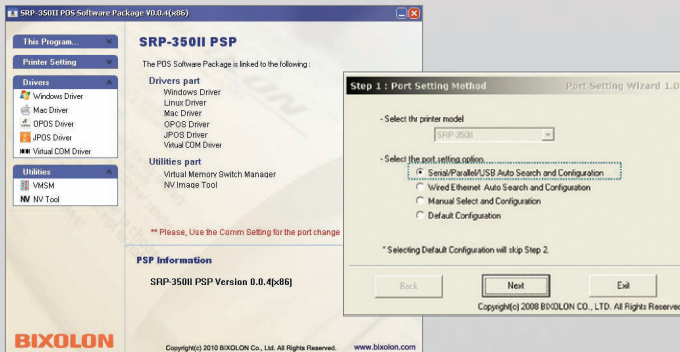 SRP-350II POS Software Package V0.0.4(x86)
This Program...
Printer Setting
Drivers
Windows Driver
Mac Driver
OPOS Driver
JPOS Driver
Virtual COM Driver
Utilities
VMSM
NV NV Tool
BIXOLON
SRP-350II PSP
The POS Software Package is linked to the following :
Drivers part
Windows Driver
Linux Driver
Mac Driver
OPOS Driver
JPOS Driver
Virtual COM Driver
Utilities part
Virtual Memory Switch Manager
NV Image Tool
** Please, Use the Comm Setting for the port change
PSP Information
SRP-350II PSP Version 0.0.4(x86)
Copyright(c) 2010 BIXOLON Co., Ltd. All Rights Reserved.
www.bixolon.com
Step 1 : Port Setting Method
Port Setting Wizard 1.0
- Select thr printer model
SRP-350II
- Select the port setting option
Serial/Parallel/USB Auto Search and Configuration
Wired Ethernet Auto Search and Configuration
Manual Select and Configuration
Default Configuration
* Selecting Default Configuration will skip Step 2.
Back
Next
Exit
Copyright(c) 2008 BIXOLON CO., LTD. All Rights Reserved